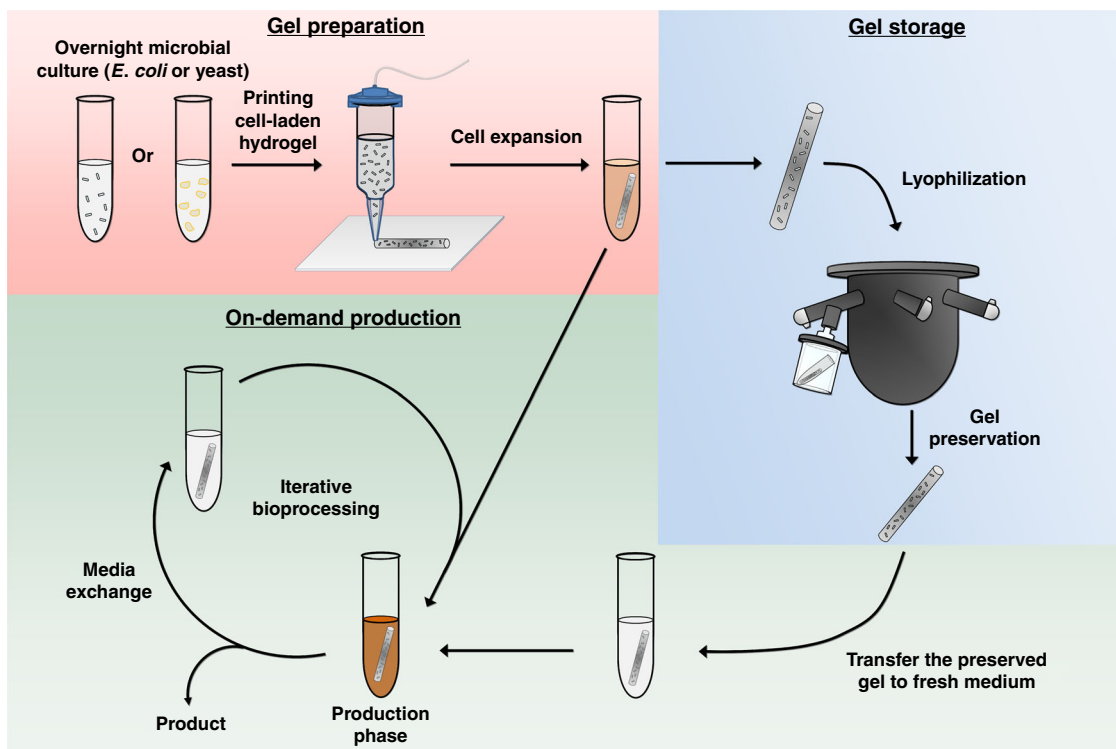 Gel preparation
Overnight microbial
culture (E. coli or yeast)
Or
Printing
cell-laden
hydrogel
Cell expansion
Gel storage
Lyophilization
Gel
preservation
On-demand production
Iterative
bioprocessing
Media
exchange
Product
Production
phase
Transfer the preserved
gel to fresh medium